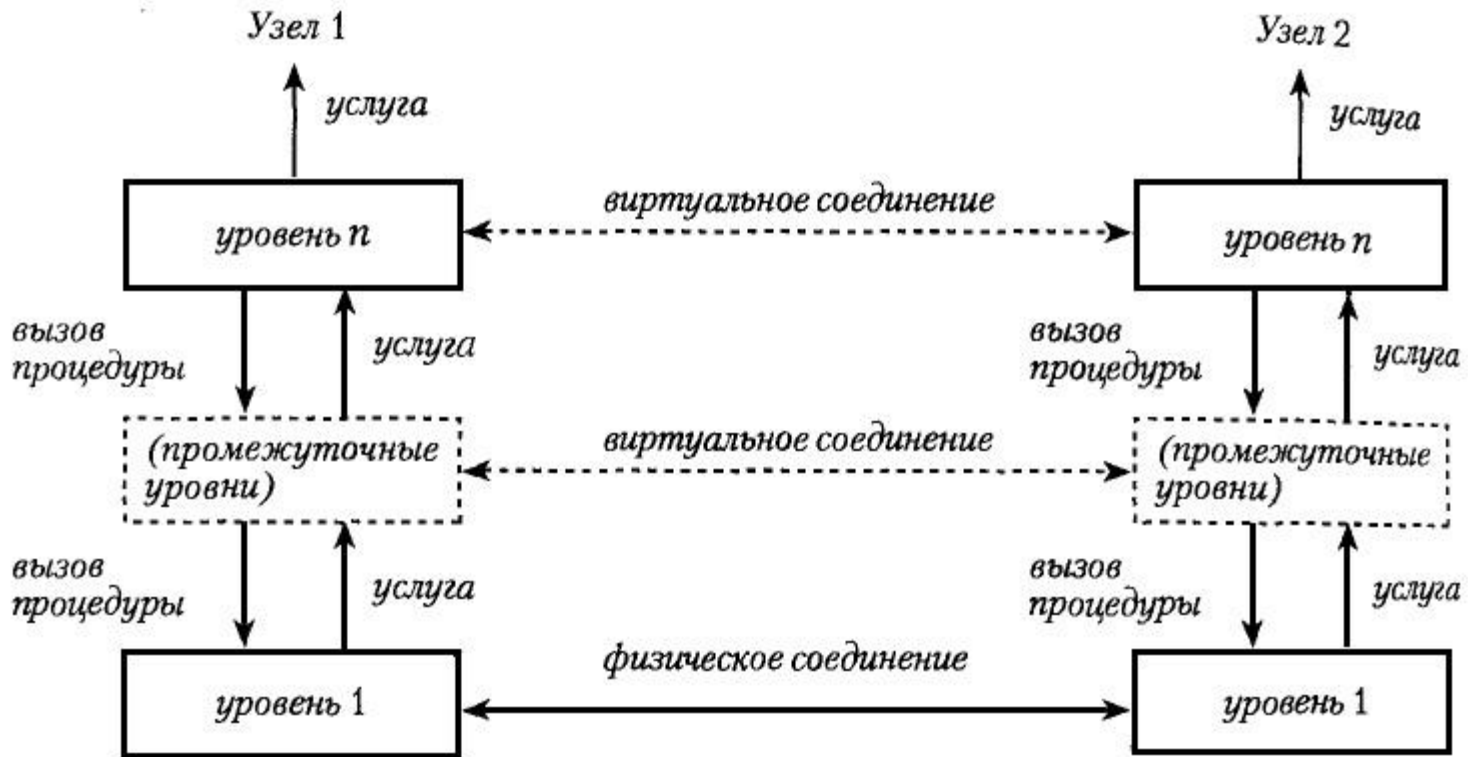 Узел 1
Узел 2
услуга
услуга
уровень n
виртуальное соединение
уровень n
вызов
процедуры
услуга
вызов
процедуры
услуга
(промежуточные
уровни)
виртуальное соединение
(промежуточные
уровни)
вызов
процедуры
услуга
вызов
процедуры
услуга
уровень 1
физическое соединение
уровень 1